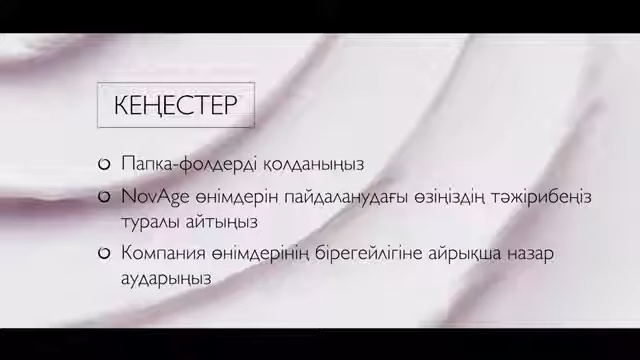 КЕҢЕСТЕР
Папка-фолдерді қолданыңыз
NovAge өнімдерін пайдаланудағы өзіңіздің тәжірибеңіз
туралы айтыңыз
Компания өнімдерінің бірегейлігіне айрықша назар
аударыңыз